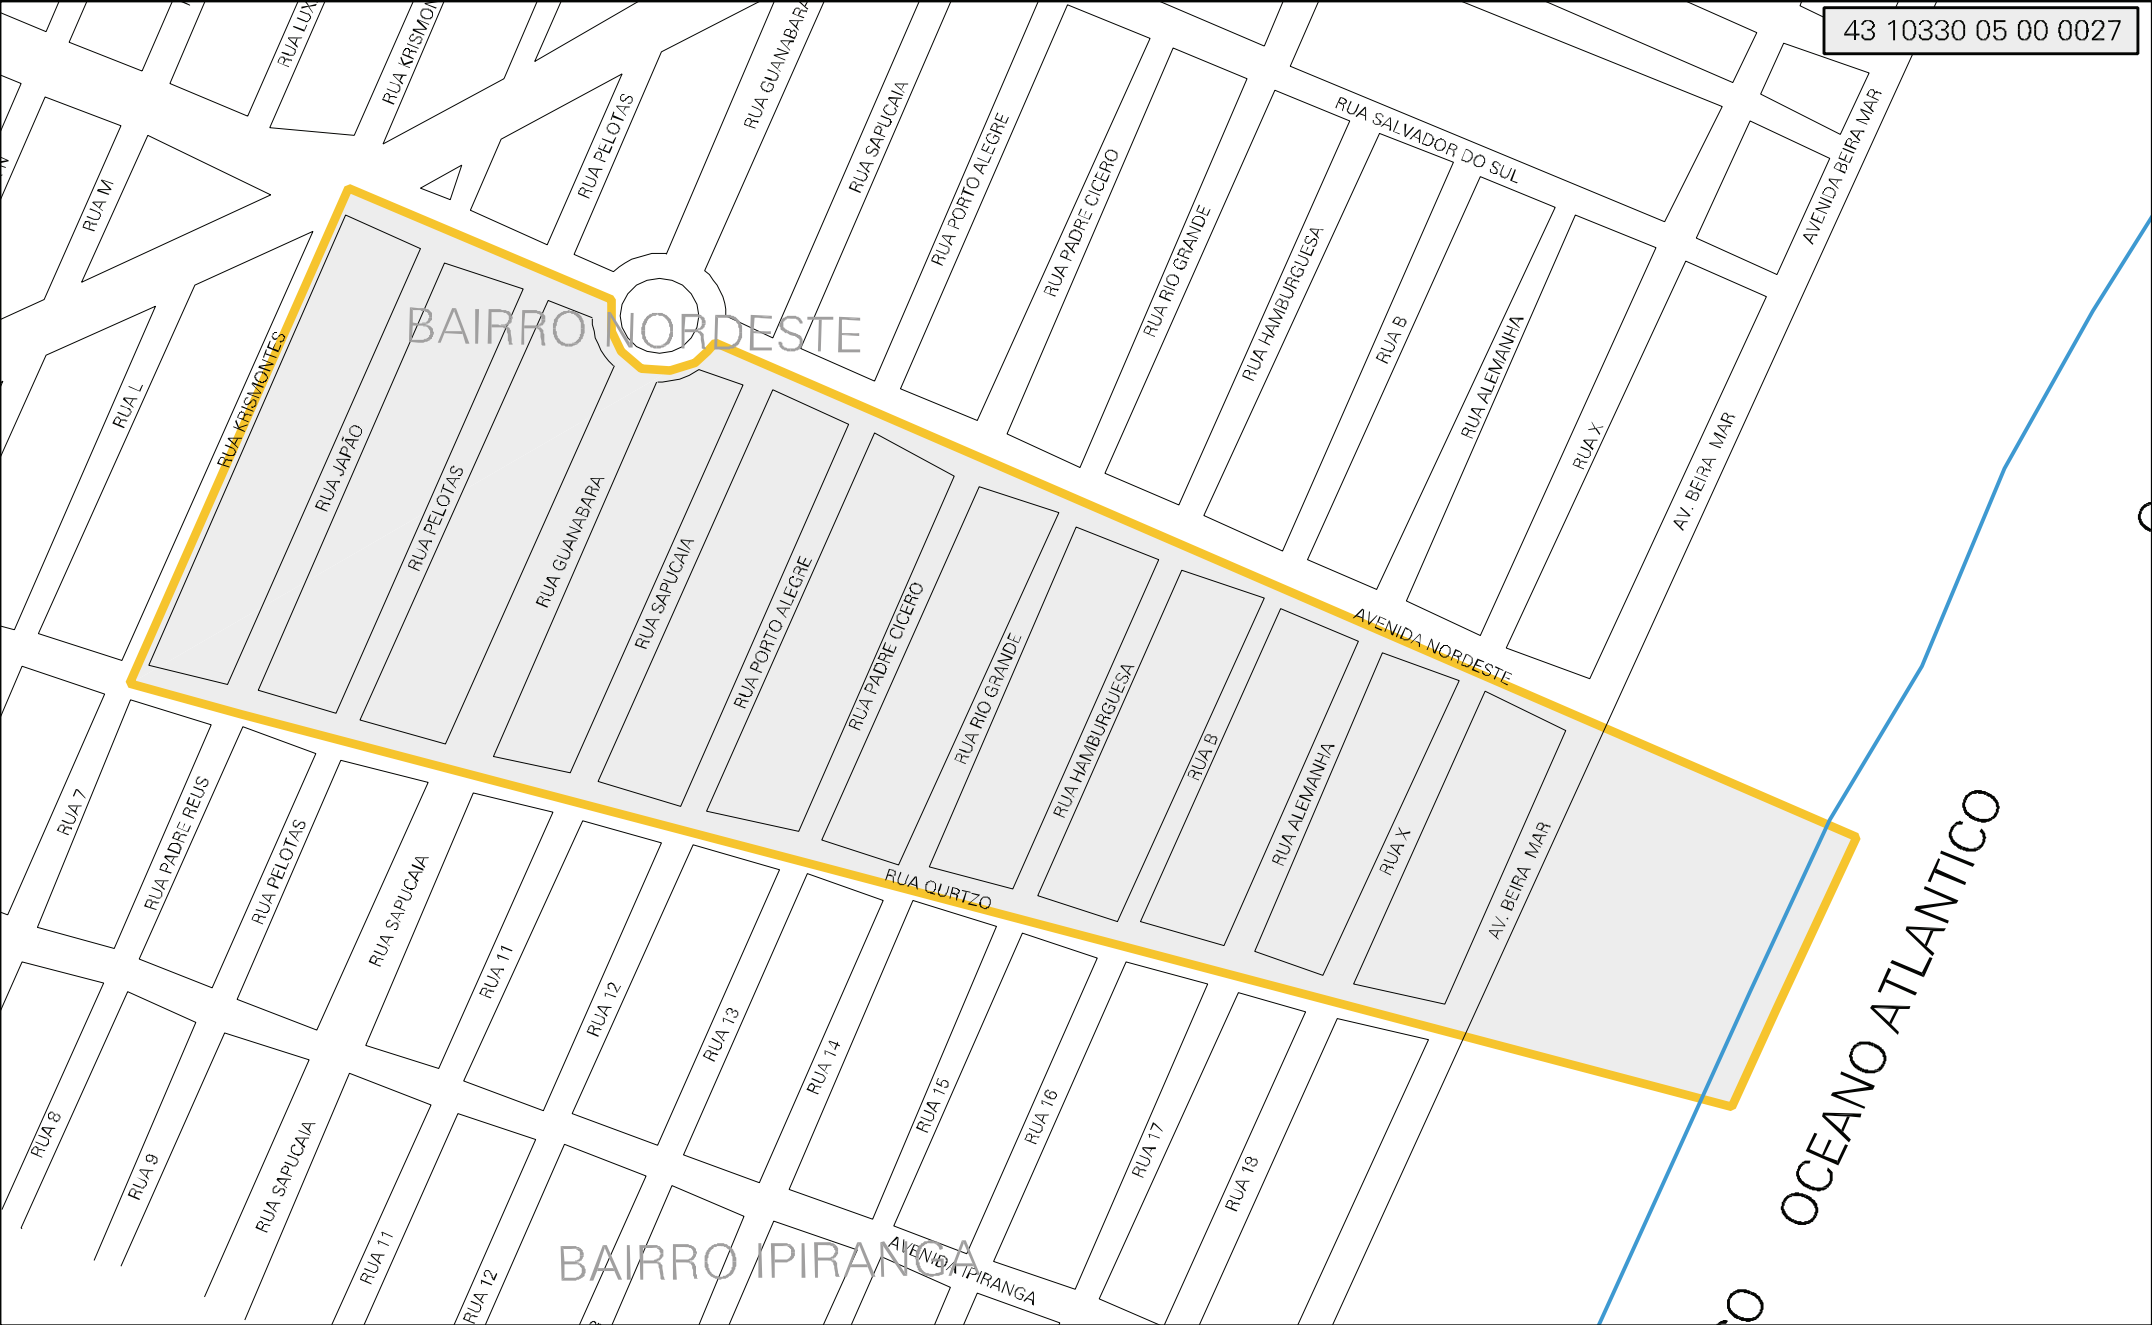 43 10330 05 00 0027
RUA LUX
RUA KRISMON
RUA GUANABARA
RUA PELOTAS
RUA SAPUCAIA
RUA PORTO ALEGRE
RUA PADRE CICERO
RUA RIO GRANDE
RUA HAMBURGUESA
RUA SALVADOR DO SUL
RUA B
RUA ALEMANHA
RUA X
AVENIDA BEIRA MAR
AV. BEIRA MAR
RUA M
RUA L
BAIRRO NORDESTE
RUA KRISMONTES
RUA JAPÃO
RUA PELOTAS
RUA GUANABARA
RUA SAPUCAIA
RUA PORTO ALEGRE
RUA PADRE CICERO
RUA RIO GRANDE
RUA HAMBURGUESA
RUA B
RUA ALEMANHA
RUA X
AV. BEIRA MAR
AVENIDA NORDESTE
RUA QURTZO
OCEANO ATLANTICO
RUA 7
RUA PADRE REUS
RUA PELOTAS
RUA SAPUCAIA
RUA 11
RUA 12
RUA 13
RUA 14
RUA 15
RUA 16
RUA 17
RUA 18
RUA 8
RUA 9
RUA SAPUCAIA
RUA 11
RUA 12
BAIRRO IPIRANGA
AVENIDA IPIRANGA
CO